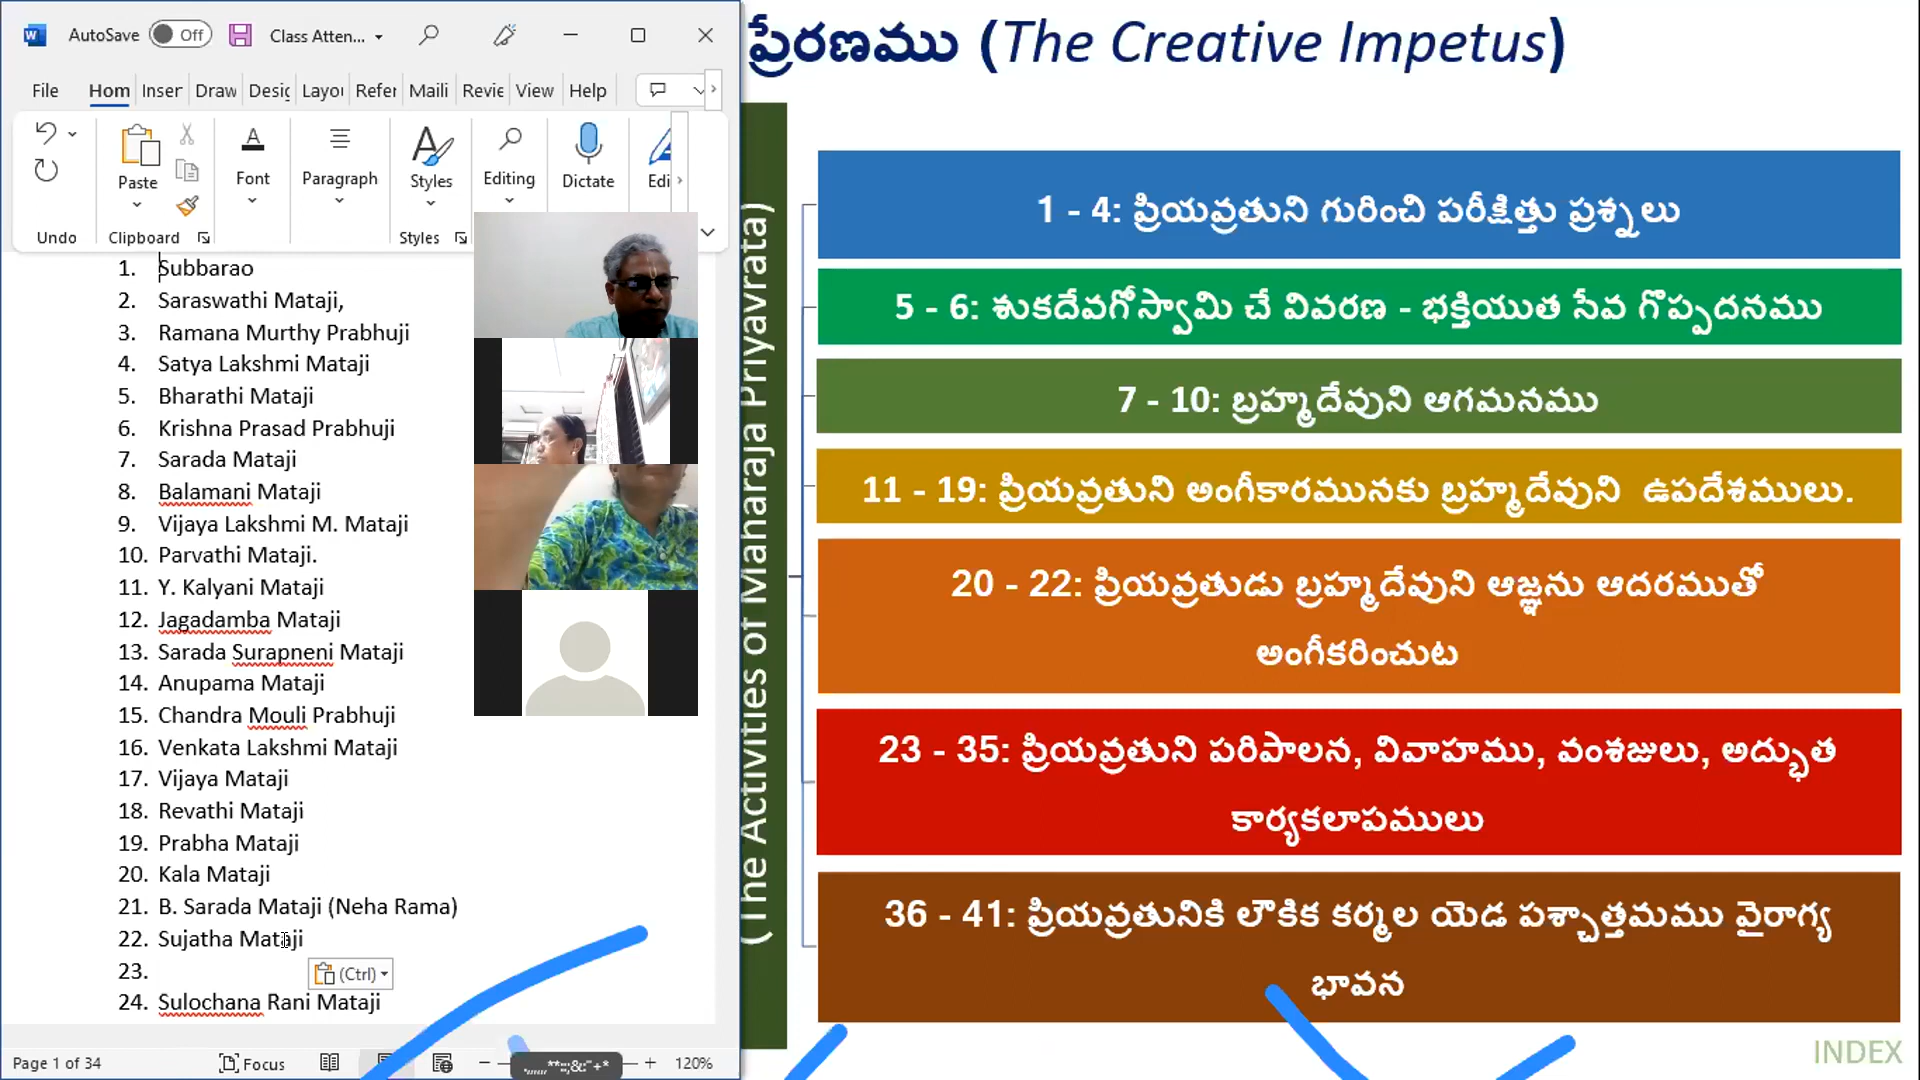 AutoSave Off Class Atten...
File Hom Inser Draw Desig Layou Refer Maili Revie View Help
Paste Font Paragraph Styles Editing Dictate Edi
Undo Clipboard Styles
1. Subbarao
2. Saraswathi Mataji,
3. Ramana Murthy Prabhuji
4. Satya Lakshmi Mataji
5. Bharathi Mataji
6. Krishna Prasad Prabhuji
7. Sarada Mataji
8. Balamani Mataji
9. Vijaya Lakshmi M. Mataji
10. Parvathi Mataji.
11. Y. Kalyani Mataji
12. Jagadamba Mataji
13. Sarada Surapneni Mataji
14. Anupama Mataji
15. Chandra Mouli Prabhuji
16. Venkata Lakshmi Mataji
17. Vijaya Mataji
18. Revathi Mataji
19. Prabha Mataji
20. Kala Mataji
21. B. Sarada Mataji (Neha Rama)
22. Sujatha Mataji
23.
(Ctrl)
24. Sulochana Rani Mataji
Page 1 of 34 Focus 120%
ప్రేరణము (The Creative Impetus)
(The Activities of Maharaja Priyavrata)
1 - 4: ప్రియవ్రతుని గురించి పరీక్షిత్తు ప్రశ్నలు
5 - 6: శుకదేవగోస్వామి చే వివరణ - భక్తియుత సేవ గొప్పదనము
7 - 10: బ్రహ్మదేవుని ఆగమనము
11 - 19: ప్రియవ్రతుని అంగీకారమునకు బ్రహ్మదేవుని ఉపదేశములు.
20 - 22: ప్రియవ్రతుడు బ్రహ్మదేవుని ఆజ్ఞను ఆదరముతో
అంగీకరించుట
23 - 35: ప్రియవ్రతుని పరిపాలన, వివాహము, వంశజులు, అద్భుత
కార్యకలాపములు
36 - 41: ప్రియవ్రతునికి లౌకిక కర్మల యెడ పశ్చాత్తమము వైరాగ్య
భావన
INDEX